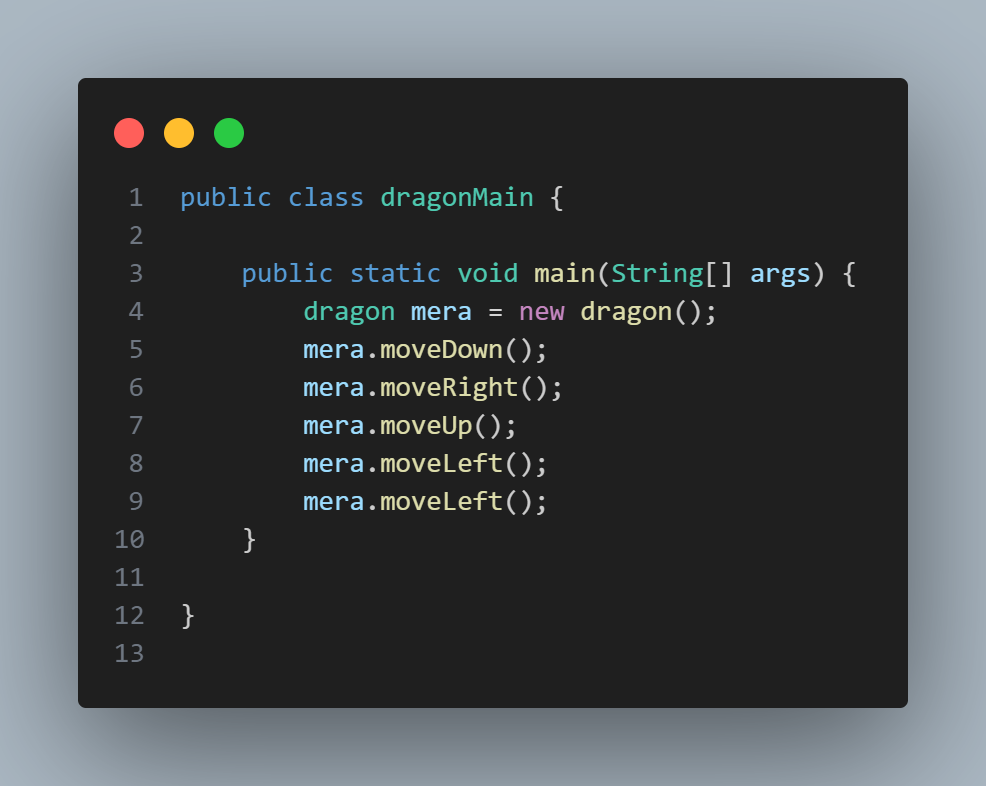 1 public class dragonMain {
2
3     public static void main(String[] args) {
4         dragon mera = new dragon();
5         mera.moveDown();
6         mera.moveRight();
7         mera.moveUp();
8         mera.moveLeft();
9         mera.moveLeft();
10     }
11
12 }
13